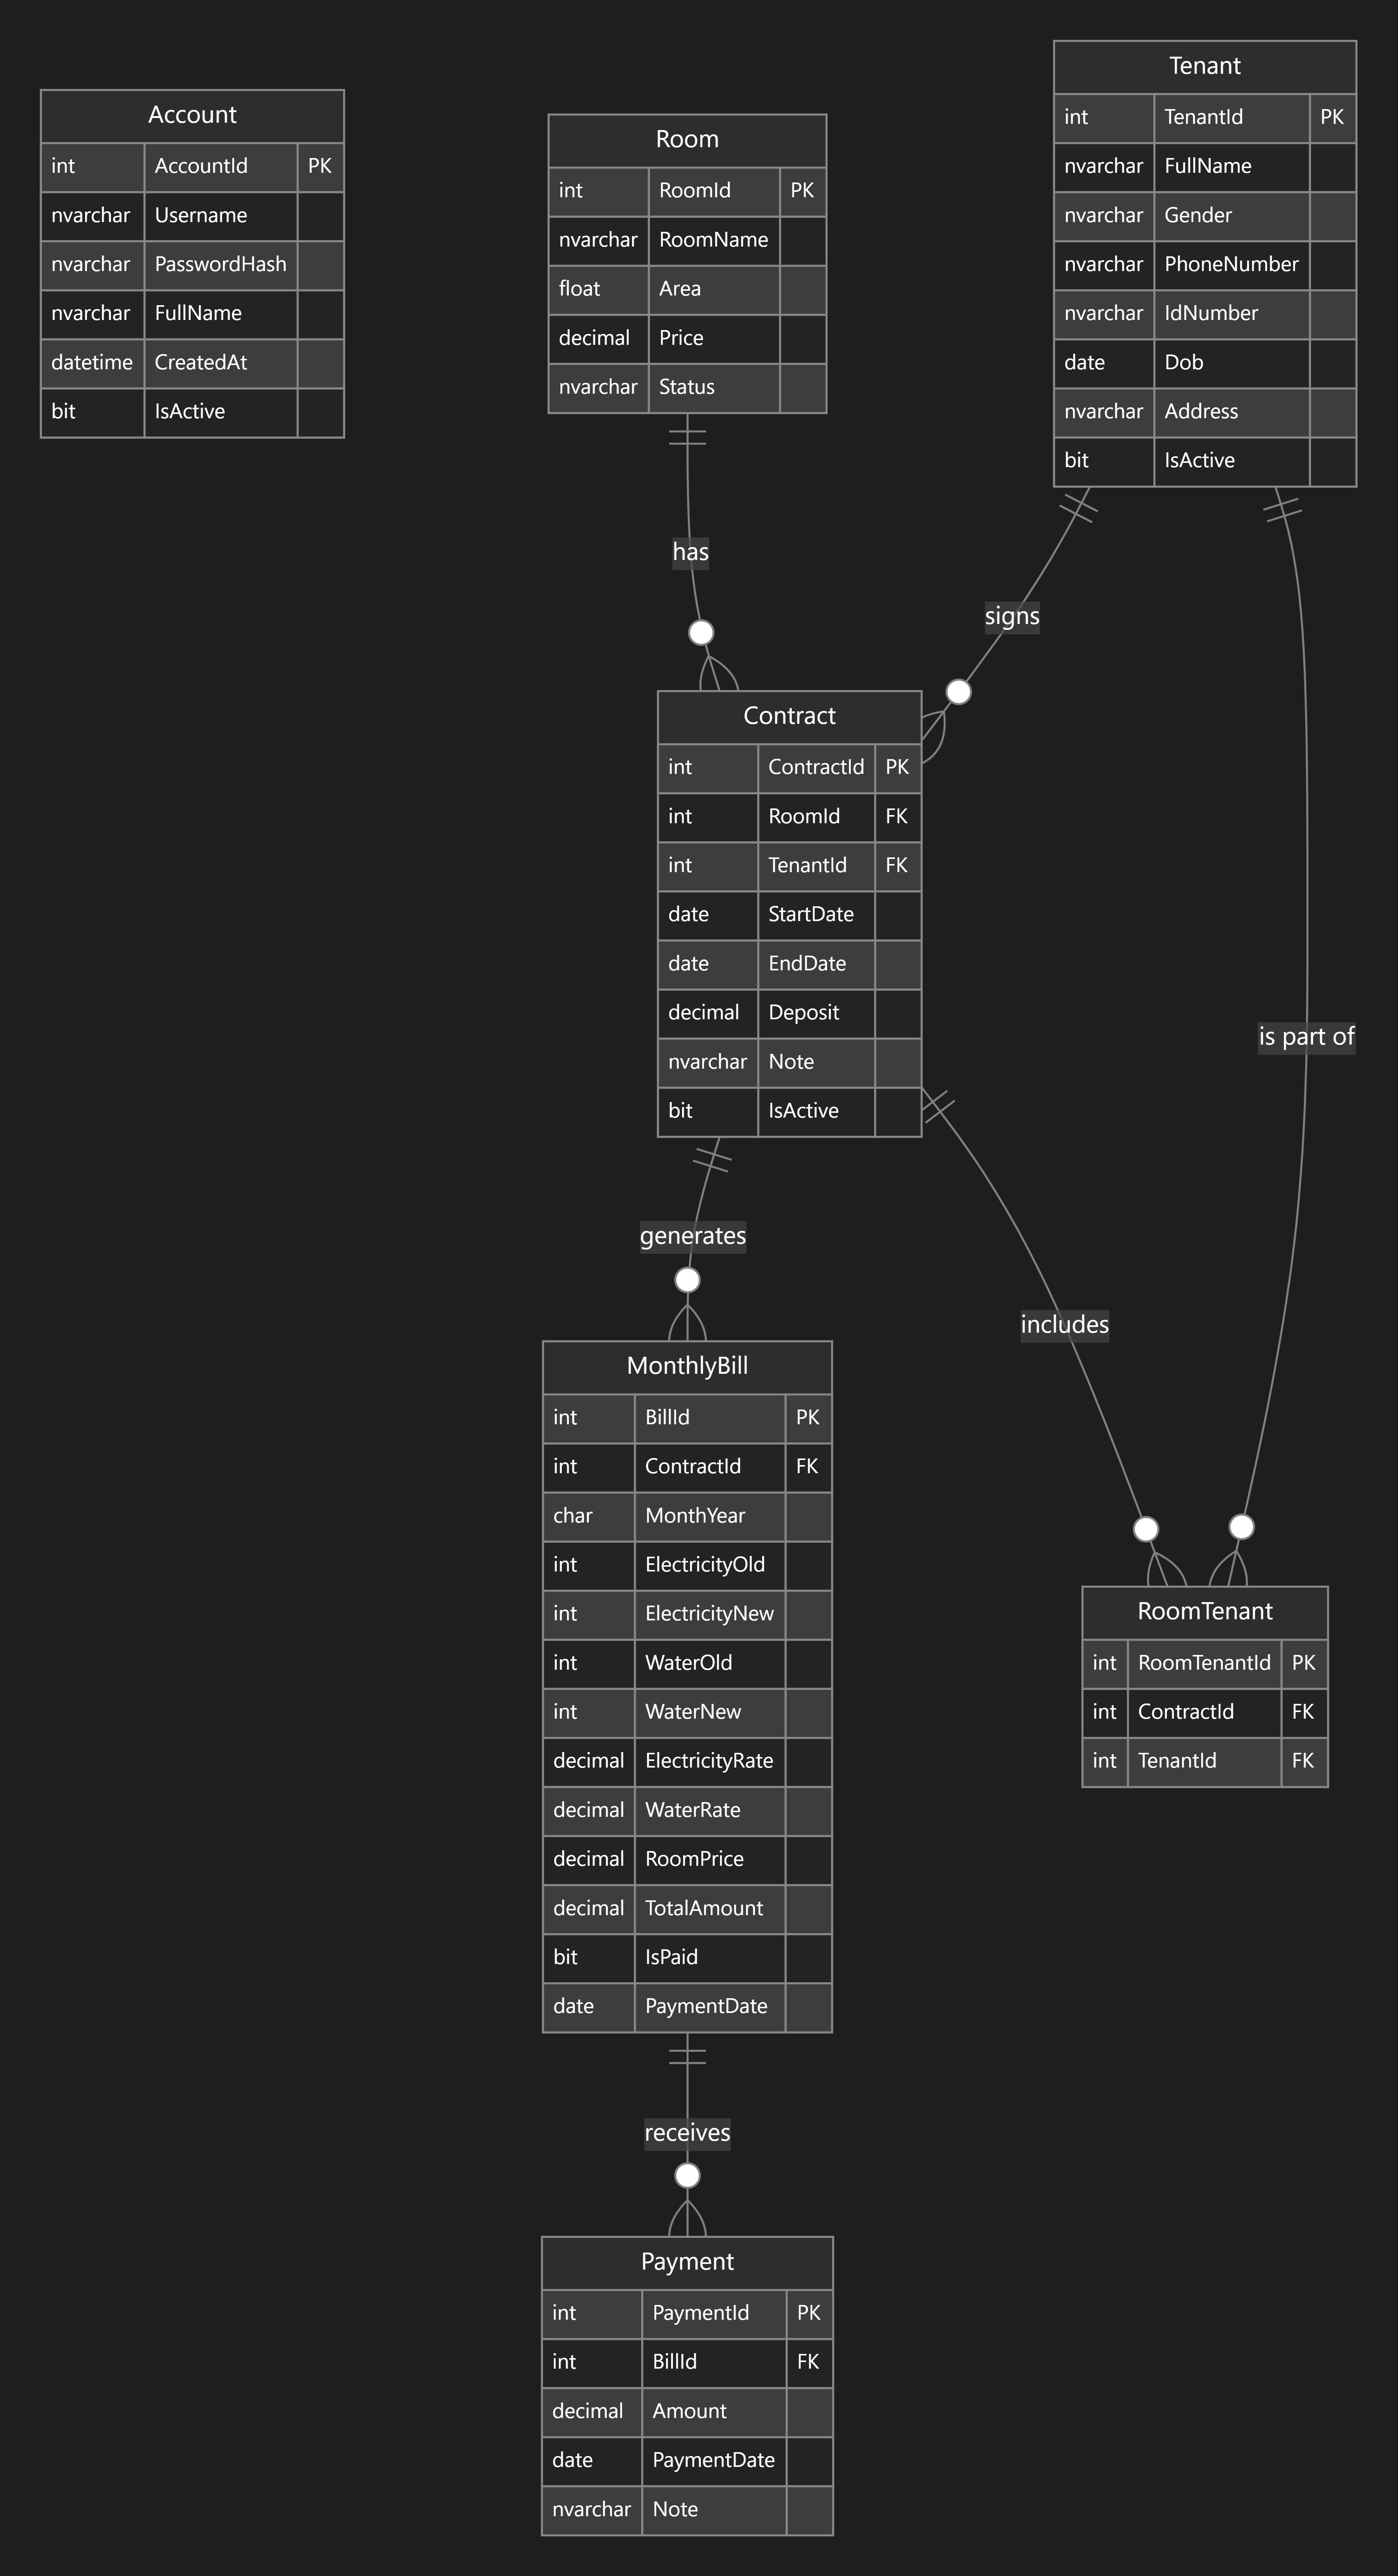 Account
int AccountId PK
nvarchar Username
nvarchar PasswordHash
nvarchar FullName
datetime CreatedAt
bit IsActive
Room
int RoomId PK
nvarchar RoomName
float Area
decimal Price
nvarchar Status
Tenant
int TenantId PK
nvarchar FullName
nvarchar Gender
nvarchar PhoneNumber
nvarchar IdNumber
date Dob
nvarchar Address
bit IsActive
has
signs
Contract
int ContractId PK
int RoomId FK
int TenantId FK
date StartDate
date EndDate
decimal Deposit
nvarchar Note
bit IsActive
is part of
generates
includes
MonthlyBill
int BillId PK
int ContractId FK
char MonthYear
int ElectricityOld
int ElectricityNew
int WaterOld
int WaterNew
decimal ElectricityRate
decimal WaterRate
decimal RoomPrice
decimal TotalAmount
bit IsPaid
date PaymentDate
RoomTenant
int RoomTenantId PK
int ContractId FK
int TenantId FK
receives
Payment
int PaymentId PK
int BillId FK
decimal Amount
date PaymentDate
nvarchar Note